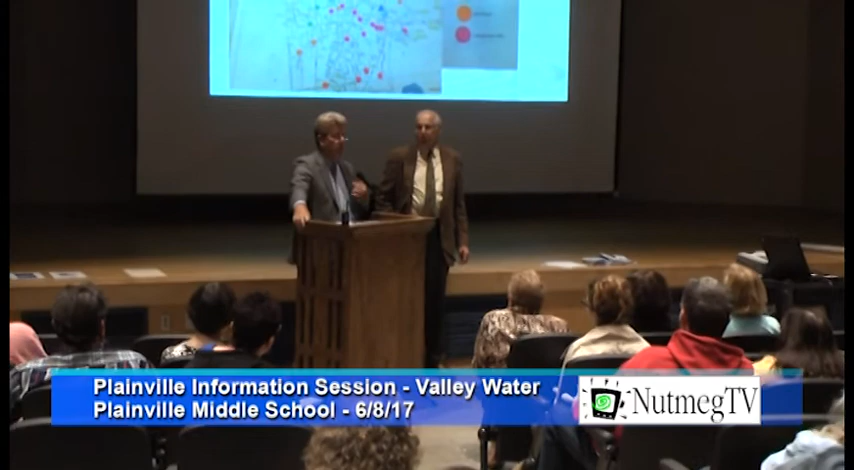 Plainville Information Session - Valley Water
Plainville Middle School - 6/8/17
NutmegTV